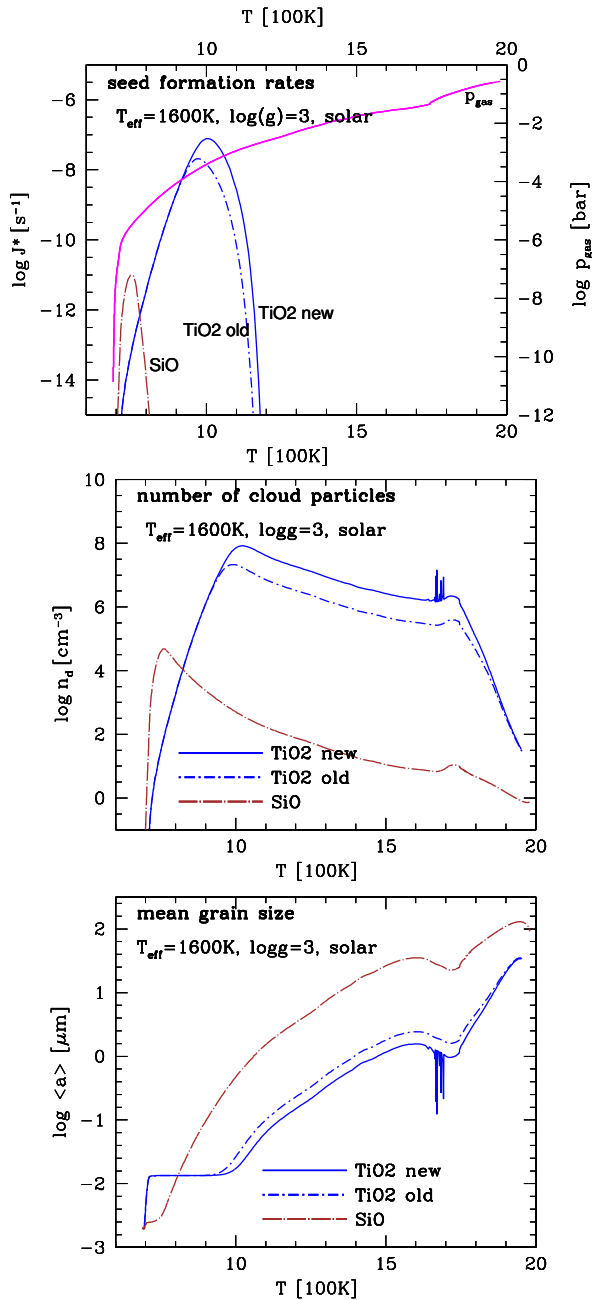 T [100K]
10 15 20
seed formation rates
T_eff=1600K, log(g)=3, solar
p_gas
−6
−8
−10
−12
−14
log J* [s⁻¹]
0
−2
−4
−6
−8
−10
−12
log p_gas [bar]
TiO2 new
TiO2 old
SiO
10 15 20
T [100K]
number of cloud particles
T_eff=1600K, logg=3, solar
10
8
6
4
2
0
log n_d [cm⁻³]
TiO2 new
TiO2 old
SiO
10 15 20
T [100K]
mean grain size
T_eff=1600K, logg=3, solar
2
1
0
−1
−2
−3
log <a> [μm]
TiO2 new
TiO2 old
SiO
10 15 20
T [100K]